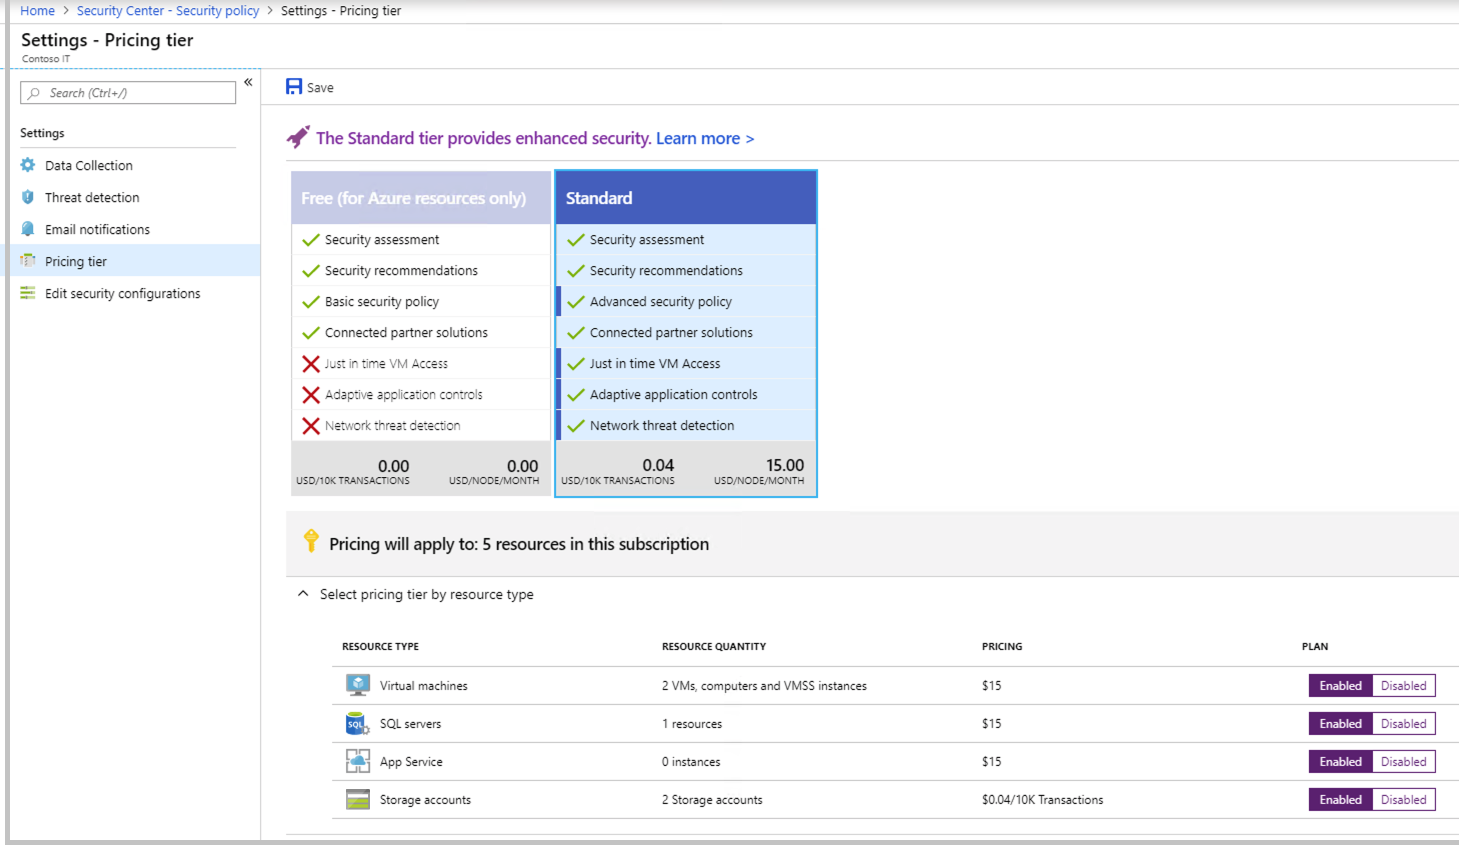 Home > Security Center - Security policy > Settings - Pricing tier
Settings - Pricing tier
Contoso IT
Search (Ctrl+/)
«
Settings
Data Collection
Threat detection
Email notifications
Pricing tier
Edit security configurations
Save
The Standard tier provides enhanced security. Learn more >
Free (for Azure resources only)
Security assessment
Security recommendations
Basic security policy
Connected partner solutions
Just in time VM Access
Adaptive application controls
Network threat detection
0.00 0.00
USD/10K TRANSACTIONS USD/NODE/MONTH
Standard
Security assessment
Security recommendations
Advanced security policy
Connected partner solutions
Just in time VM Access
Adaptive application controls
Network threat detection
0.04 15.00
USD/10K TRANSACTIONS USD/NODE/MONTH
Pricing will apply to: 5 resources in this subscription
Select pricing tier by resource type
RESOURCE TYPE RESOURCE QUANTITY PRICING PLAN
Virtual machines 2 VMs, computers and VMSS instances $15 Enabled Disabled
SQL SQL servers 1 resources $15 Enabled Disabled
App Service 0 instances $15 Enabled Disabled
Storage accounts 2 Storage accounts $0.04/10K Transactions Enabled Disabled